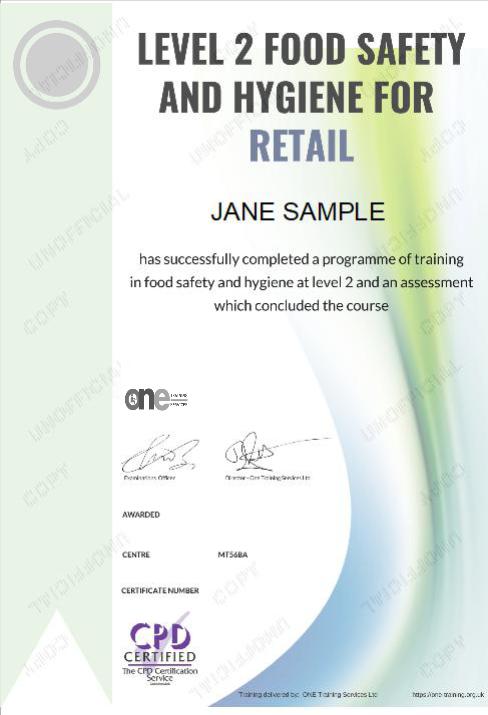 LEVEL 2 FOOD SAFETY
AND HYGIENE FOR
RETAIL
JANE SAMPLE
has successfully completed a programme of training
in food safety and hygiene at level 2 and an assessment
which concluded the course
one TRAINING
SERVICES
Examinations Officer
Director - One Training Services Ltd
AWARDED
CENTRE MT56BA
CERTIFICATE NUMBER
CPD
CERTIFIED
The CPD Certification
Service
Training delivered by: ONE Training Services Ltd https://one-training.org.uk
UNOFFICIAL
COPY